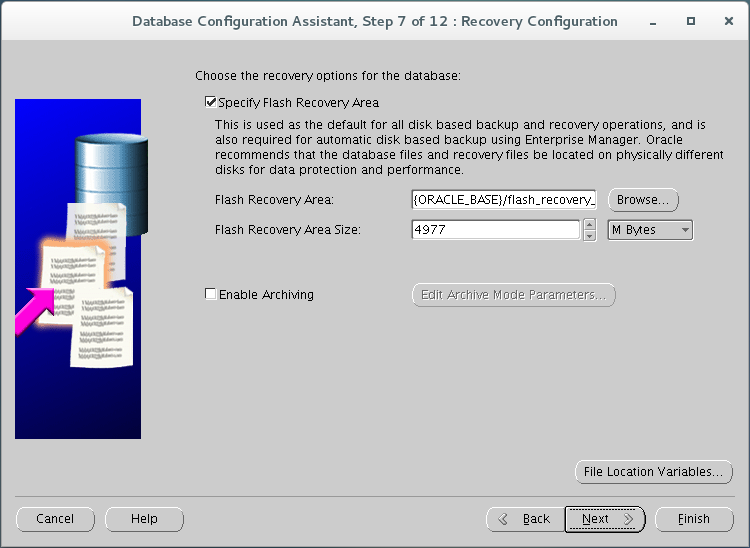 Database Configuration Assistant, Step 7 of 12 : Recovery Configuration
Choose the recovery options for the database:
Specify Flash Recovery Area
This is used as the default for all disk based backup and recovery operations, and is
also required for automatic disk based backup using Enterprise Manager. Oracle
recommends that the database files and recovery files be located on physically different
disks for data protection and performance.
Flash Recovery Area: {ORACLE_BASE}/flash_recovery_ Browse...
Flash Recovery Area Size: 4977 M Bytes
Enable Archiving Edit Archive Mode Parameters...
File Location Variables...
Cancel Help Back Next Finish